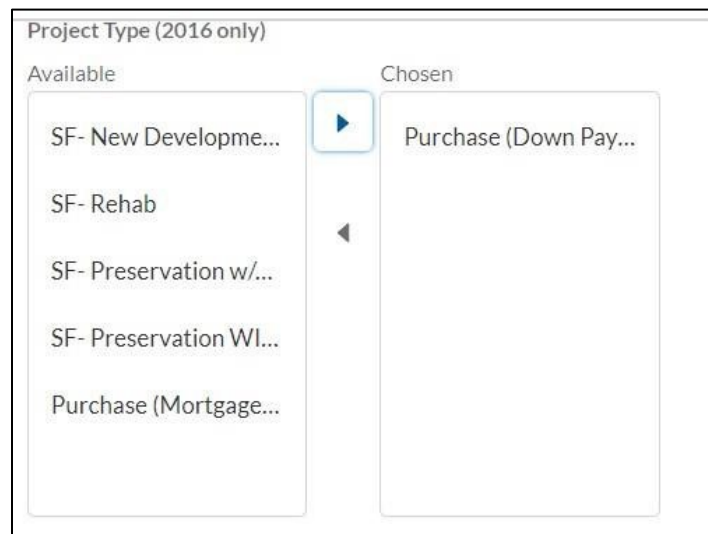 Project Type (2016 only)
Available
Chosen
SF- New Developme...
SF- Rehab
SF- Preservation w/...
SF- Preservation WI...
Purchase (Mortgage...
Purchase (Down Pay...